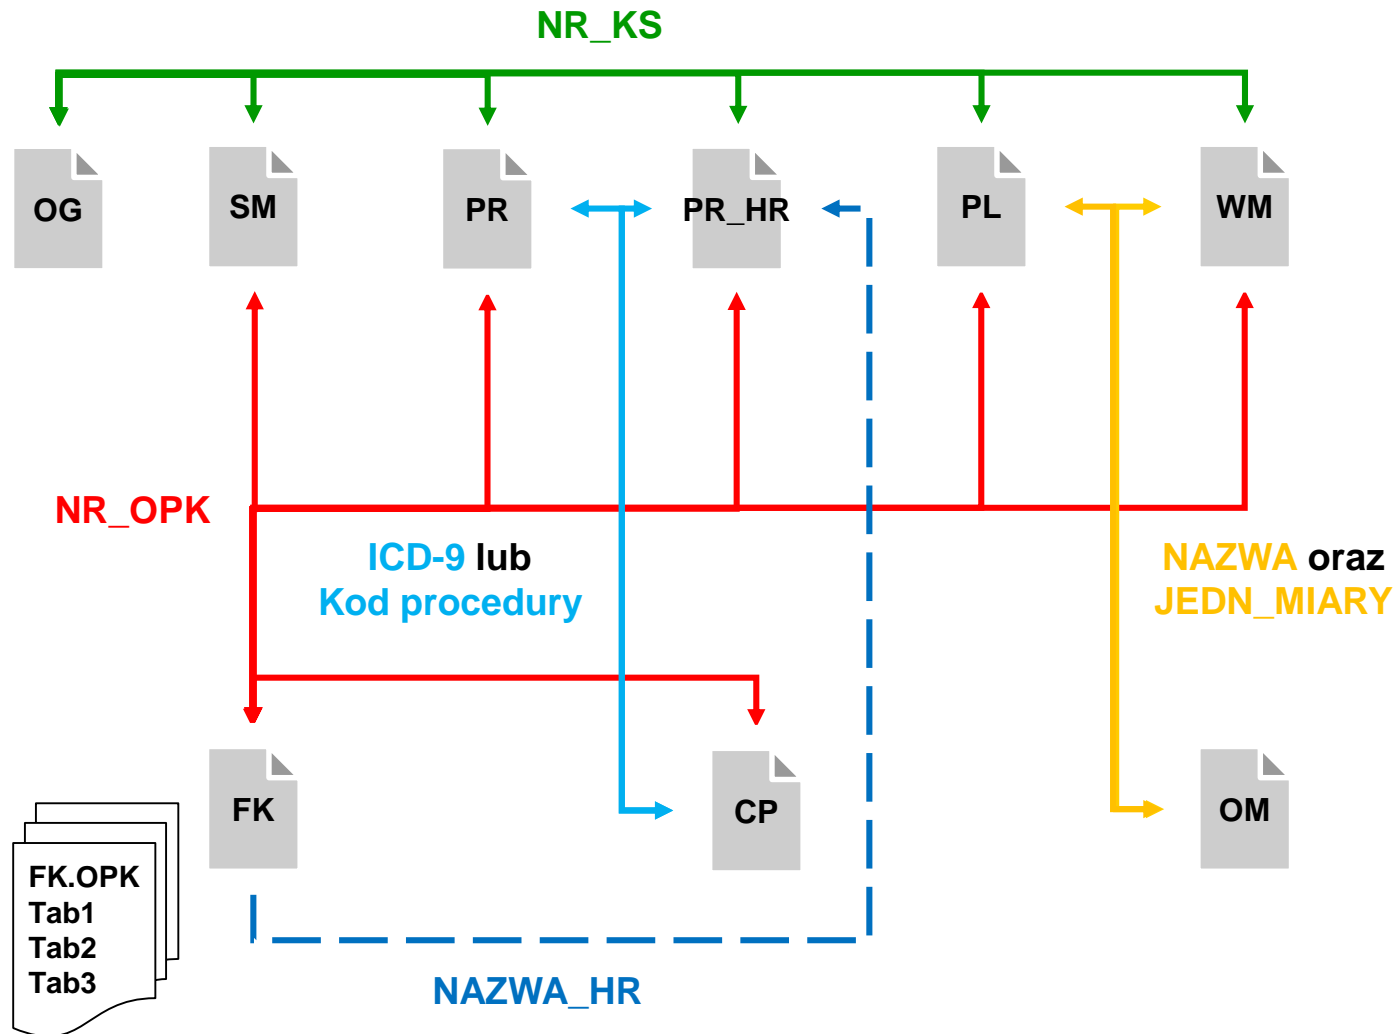 NR_KS
OG
SM
PR
PR_HR
PL
WM
NR_OPK
ICD-9 lub
Kod procedury
NAZWA oraz
JEDN_MIARY
FK
CP
OM
FK.OPK
Tab1
Tab2
Tab3
NAZWA_HR